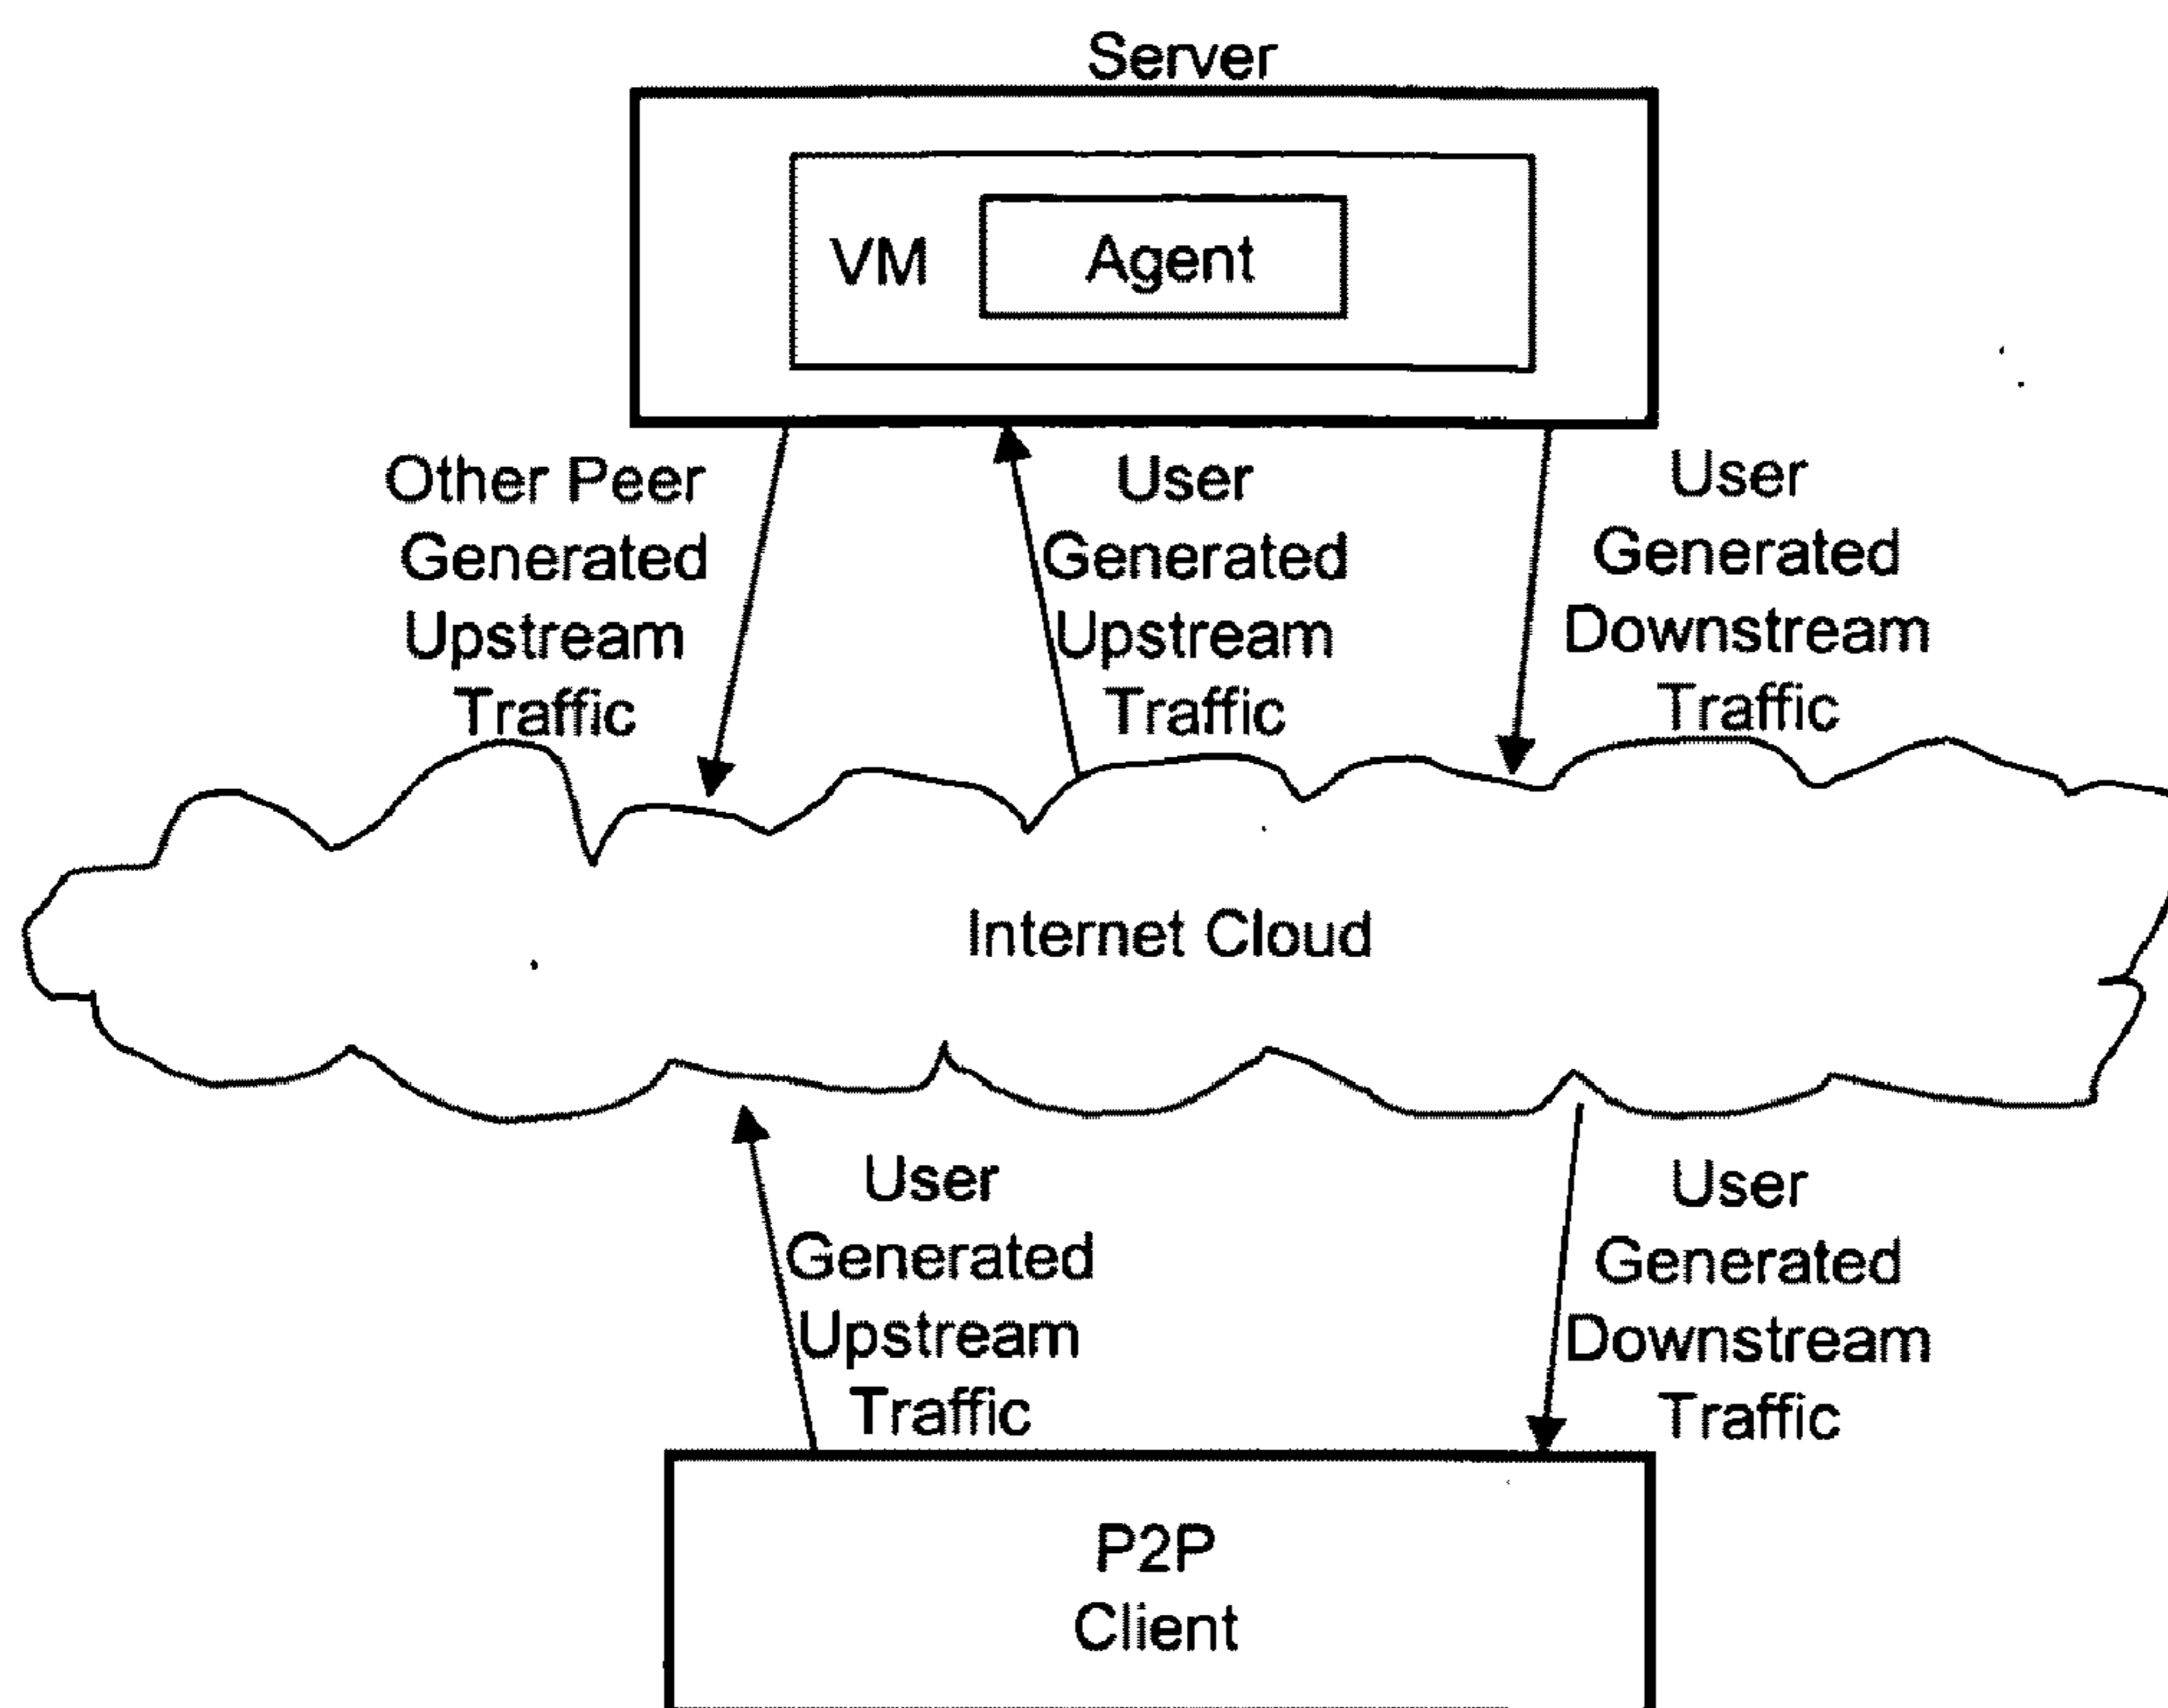 Server
VM
Agent
Other Peer
Generated
Upstream
Traffic
User
Generated
Upstream
Traffic
User
Generated
Downstream
Traffic
Internet Cloud
User
Generated
Upstream
Traffic
User
Generated
Downstream
Traffic
P2P
Client